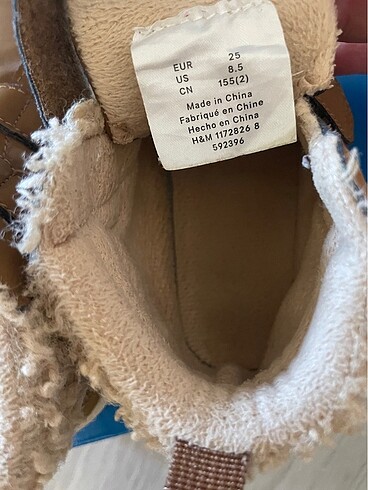 EUR 25
US 8.5
CN 155(2)
Made in China
Fabriqué en Chine
Hecho en China
H&M 1172826 8
592396